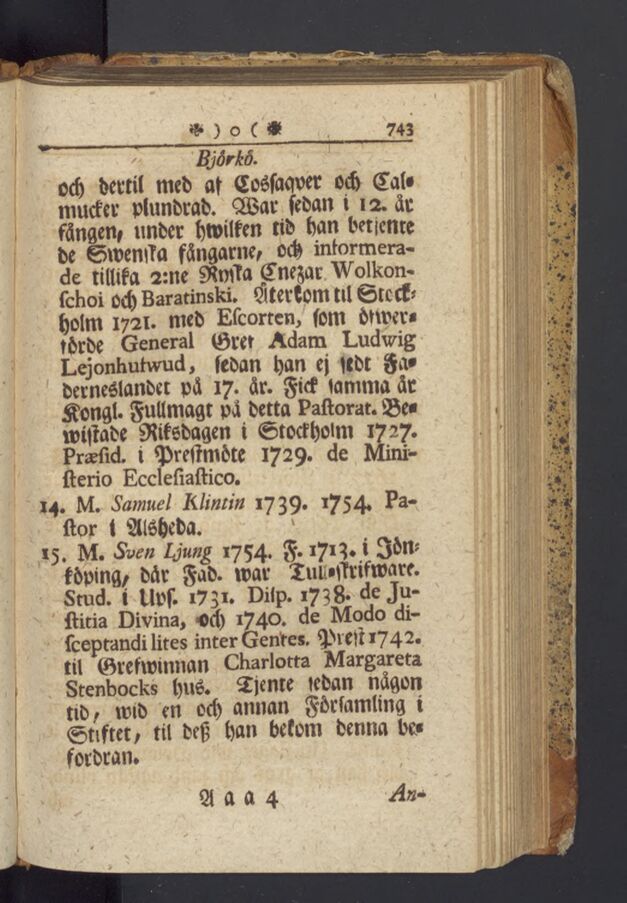 ❉ ) o ( ❉ 743
Björkö.
och dertil med af Cossaqver och Cal-
mucker plundrad. War sedan i 12. år
fången, under hwilken tid han betjente
de Swenska fångarne, och informera-
de tillika 2:ne Ryska Cnezar Wolkon-
schoi och Baratinski. Återkom til Stock-
holm 1721. med Escorten, som öfwer-
förde General Gref Adam Ludwig
Lejonhufwud, sedan han ej sedt Fä-
derneslandet på 17. år. Fick samma år
Kongl. Fullmagt på detta Pastorat. Be-
wistade Riksdagen i Stockholm 1727.
Præsid. i Prestmöte 1729. de Mini-
sterio Ecclesiastico.
14. M. Samuel Klintin 1739. 1754. Pa-
stor i Alsheda.
15. M. Sven Ljung 1754. F. 1713. i Jön-
köping, där Fad. war Tull-skrifware.
Stud. i Ups. 1731. Disp. 1738. de Ju-
stitia Divina, och 1740. de Modo di-
sceptandi lites inter Gentes. Prest 1742.
til Grefwinnan Charlotta Margareta
Stenbocks hus. Tjente sedan någon
tid, wid en och annan Församling i
Stiftet, til deß han bekom denna be-
fordran.
A a a 4 An-